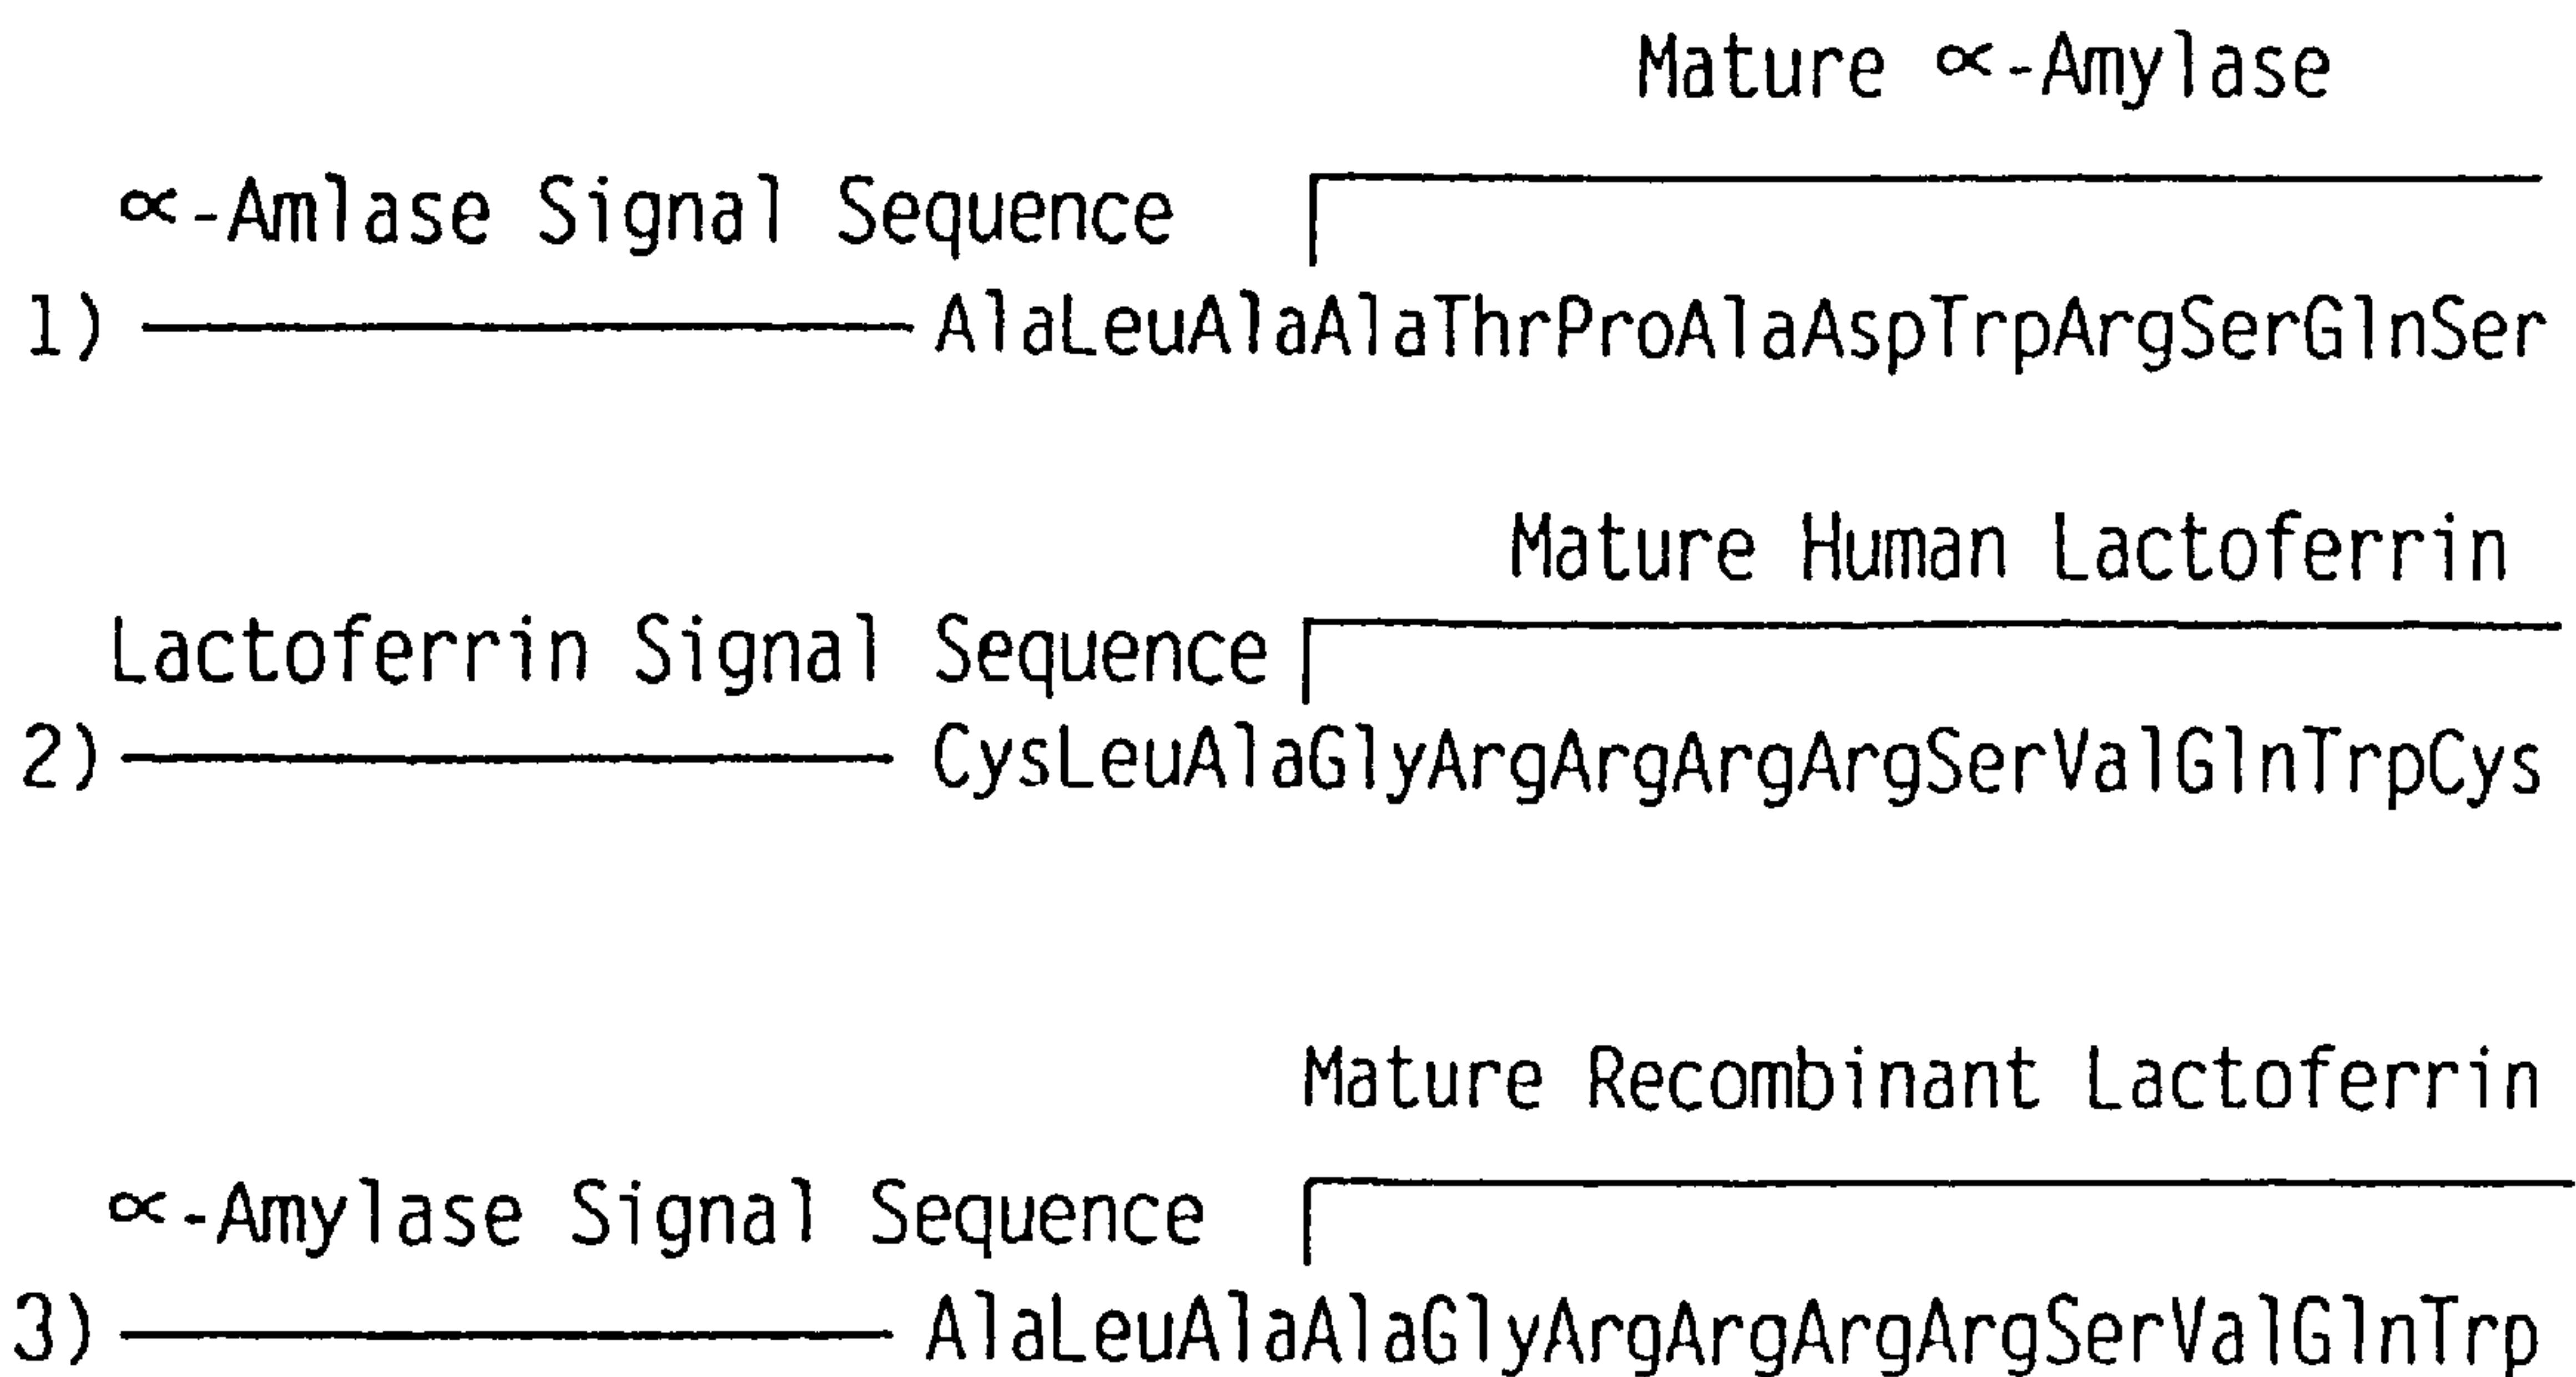 Mature ∝-Amylase
∝-Amlase Signal Sequence
1) AlaLeuAlaAlaThrProAlaAspTrpArgSerGlnSer
Mature Human Lactoferrin
Lactoferrin Signal Sequence
2) CysLeuAlaGlyArgArgArgArgSerValGlnTrpCys
Mature Recombinant Lactoferrin
∝-Amylase Signal Sequence
3) AlaLeuAlaAlaGlyArgArgArgArgSerValGlnTrp